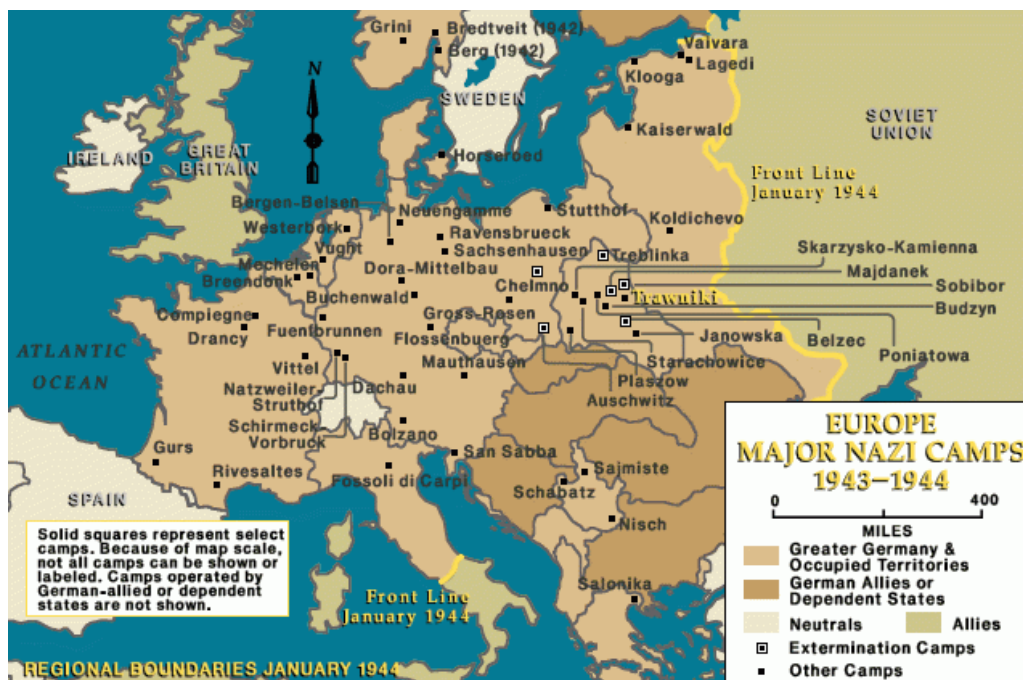 Grini
Bredtveit (1942)
Berg (1942)
Vaivara
Lagedi
Klooga
N
SWEDEN
SOVIET
UNION
Kaiserwald
IRELAND
GREAT
BRITAIN
Horseroed
Front Line
January 1944
Bergen-Belsen
Neuengamme
Stutthof
Koldichevo
Westerbork
Ravensbrueck
Vught
Sachsenhausen
Treblinka
Skarzysko-Kamienna
Mechelen
Dora-Mittelbau
Majdanek
Breendonk
Chelmno
Sobibor
Buchenwald
Trawniki
Budzyn
Compiegne
Gross-Rosen
Fuenfbrunnen
Drancy
Flossenbuerg
Janowska
Belzec
ATLANTIC
OCEAN
Poniatowa
Vittel
Mauthausen
Starachowice
Natzweiler-
Struthof
Dachau
Plaszow
Auschwitz
Schirmeck-
Vorbruck
Bolzano
Gurs
San Sabba
Rivesaltes
Fossoli di Carpi
Sajmiste
Schabatz
SPAIN
Nisch
Salonika
Solid squares represent select
camps. Because of map scale,
not all camps can be shown or
labeled. Camps operated by
German-allied or dependent
states are not shown.
Front Line
January 1944
REGIONAL BOUNDARIES JANUARY 1944
EUROPE
MAJOR NAZI CAMPS
1943–1944
0 400
MILES
Greater Germany &
Occupied Territories
German Allies or
Dependent States
Neutrals Allies
Extermination Camps
Other Camps